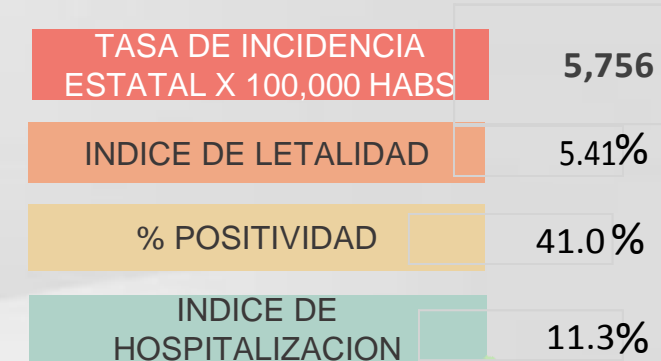 TASA DE INCIDENCIA
ESTATAL X 100,000 HABS
5,756
INDICE DE LETALIDAD
5.41%
% POSITIVIDAD
41.0 %
INDICE DE
HOSPITALIZACION
11.3%